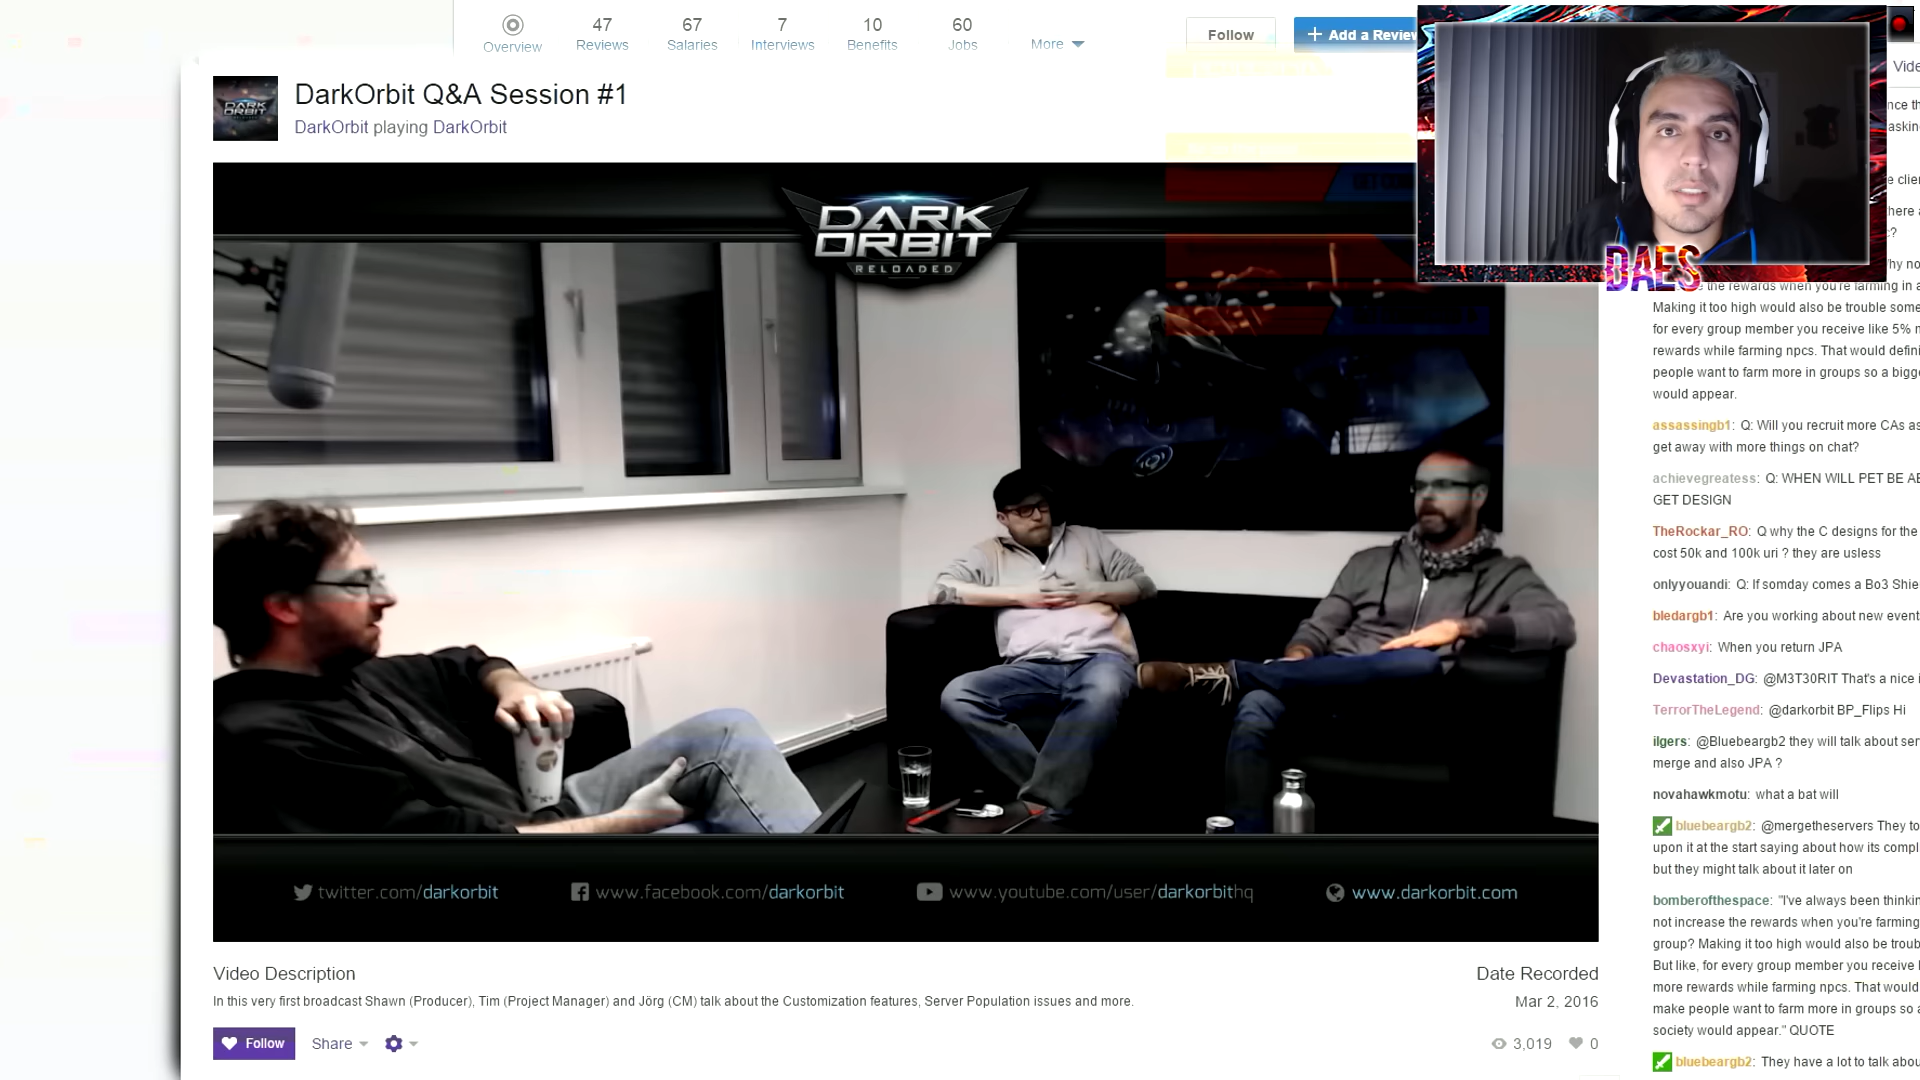 Overview
47
Reviews
67
Salaries
7
Interviews
10
Benefits
60
Jobs
More
Follow
Add a Review
DarkOrbit Q&A Session #1
DarkOrbit playing DarkOrbit
DARK
ORBIT
RELOADED
DARK
ORBIT
RELOADED
DAES
twitter.com/darkorbit
www.facebook.com/darkorbit
www.youtube.com/user/darkorbithq
www.darkorbit.com
Video Description
In this very first broadcast Shawn (Producer), Tim (Project Manager) and Jörg (CM) talk about the Customization features, Server Population issues and more.
Date Recorded
Mar 2, 2016
Follow
Share
3,019
0
the rewards when you're farming in a
Making it too high would also be trouble some
for every group member you receive like 5%
rewards while farming npcs. That would
people want to farm more in groups so a
would appear.
assassingb1: Q: Will you recruit more CAs as
get away with more things on chat?
achievegreatess: Q: WHEN WILL PET BE
GET DESIGN
TheRockar_RO: Q why the C designs for the
cost 50k and 100k uri ? they are usless
onlyyouandi: Q: If somday comes a Bo3
bledargb1: Are you working about new
chaosxyi: When you return JPA
Devastation_DG: @M3T30RIT That's a nice
TerrorTheLegend: @darkorbit BP_Flips Hi
ilgers: @Bluebeargb2 they will talk about
merge and also JPA ?
novahawkmotu: what a bat will
bluebeargb2: @mergetheservers They
upon it at the start saying about how its
but they might talk about it later on
bomberofthespace: "I've always been
not increase the rewards when you're farming
group? Making it too high would also be
But like, for every group member you receive
more rewards while farming npcs. That would
make people want to farm more in groups so a
society would appear." QUOTE
bluebeargb2: They have a lot to talk